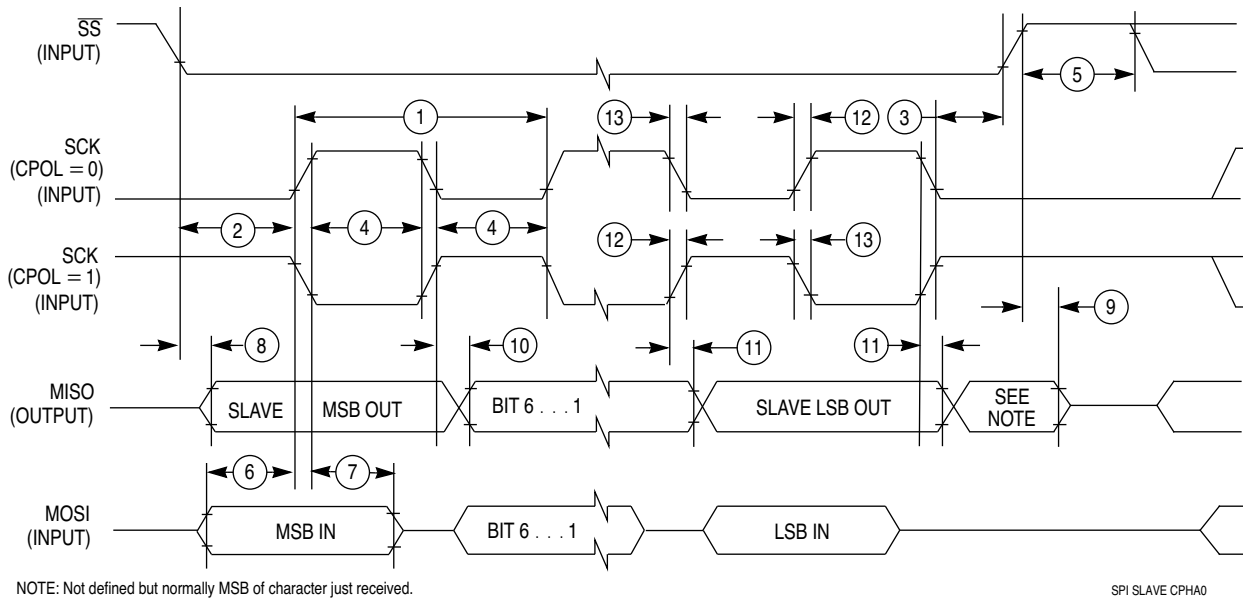 SS
(INPUT)
5
1
13
12
3
SCK
(CPOL = 0)
(INPUT)
2
4
4
SCK
(CPOL = 1)
(INPUT)
12
13
9
8
10
11
11
MISO
(OUTPUT)
SLAVE
MSB OUT
BIT 6 . . . 1
SLAVE LSB OUT
SEE
NOTE
6
7
MOSI
(INPUT)
MSB IN
BIT 6 . . . 1
LSB IN
NOTE: Not defined but normally MSB of character just received.
SPI SLAVE CPHA0